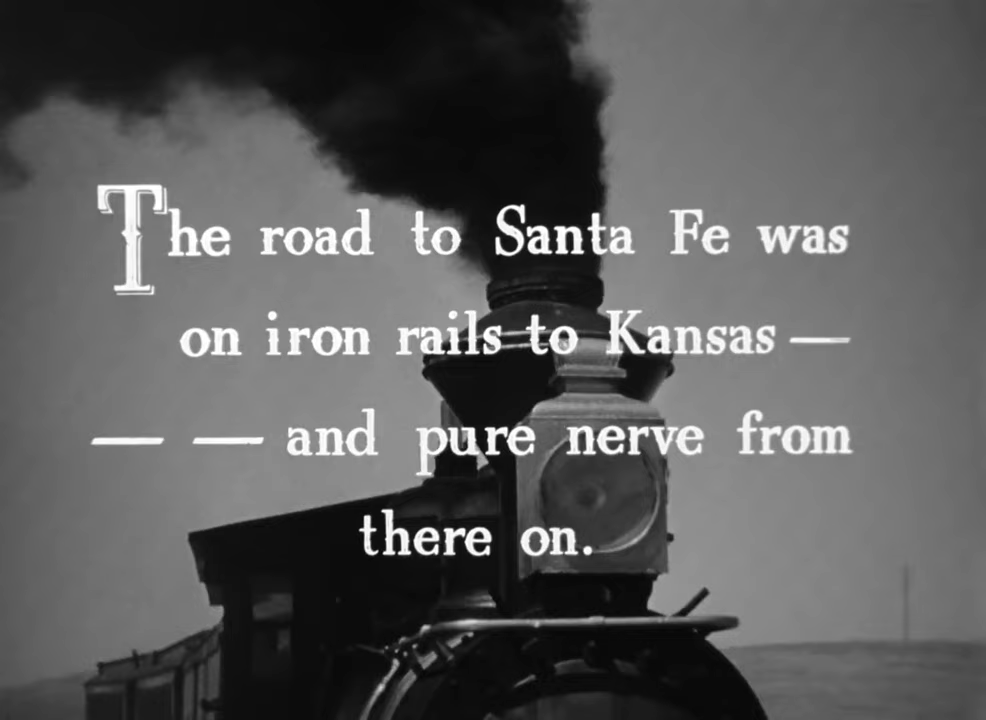 The road to Santa Fe was
on iron rails to Kansas —
— — and pure nerve from
there on.